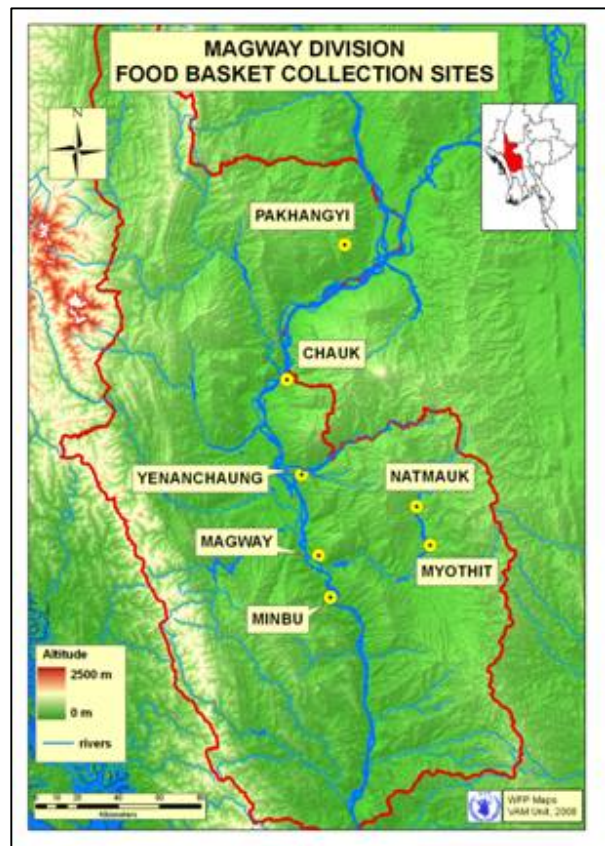 MAGWAY DIVISION
FOOD BASKET COLLECTION SITES
N
PAKHANGYI
CHAUK
YENANCHAUNG
NATMAUK
MAGWAY
MYOTHIT
MINBU
Altitude
2500 m
0 m
rivers
Kilometers
WFP Maps
VAM Unit, 2008